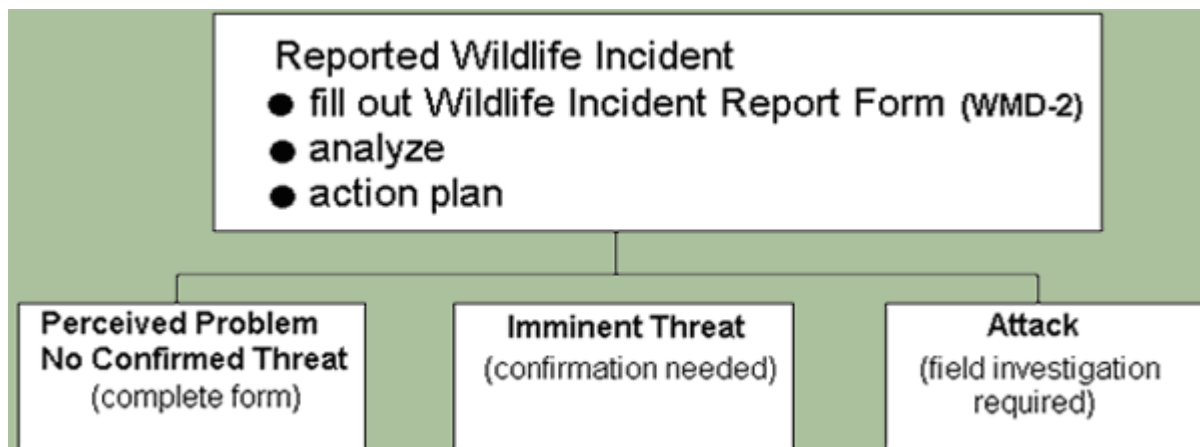 Reported Wildlife Incident
● fill out Wildlife Incident Report Form (WMD-2)
● analyze
● action plan
Perceived Problem
No Confirmed Threat
(complete form)
Imminent Threat
(confirmation needed)
Attack
(field investigation
required)